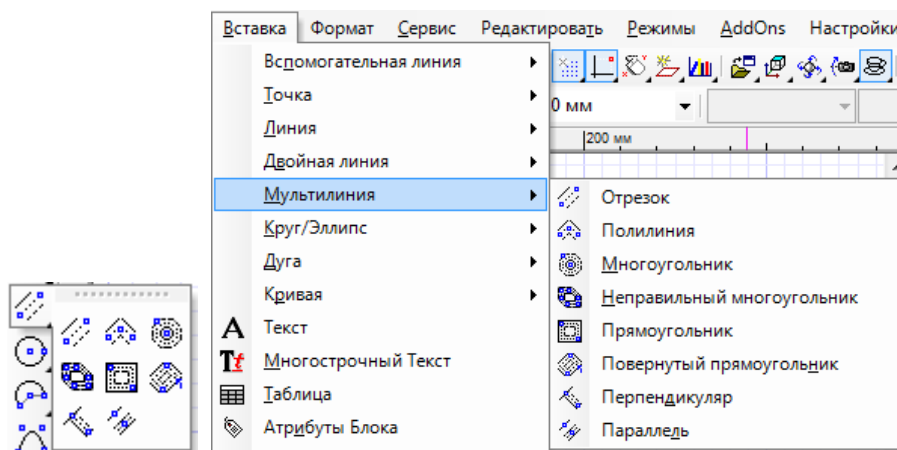 Вставка Формат Сервис Редактировать Режимы AddOns Настройки
Вспомогательная линия
Точка
Линия
Двойная линия
Мультилиния
Круг/Эллипс
Дуга
Кривая
Текст
Многострочный Текст
Таблица
Атрибуты Блока
0 мм
200 мм
Отрезок
Полилиния
Многоугольник
Неправильный многоугольник
Прямоугольник
Повернутый прямоугольник
Перпендикуляр
Параллель